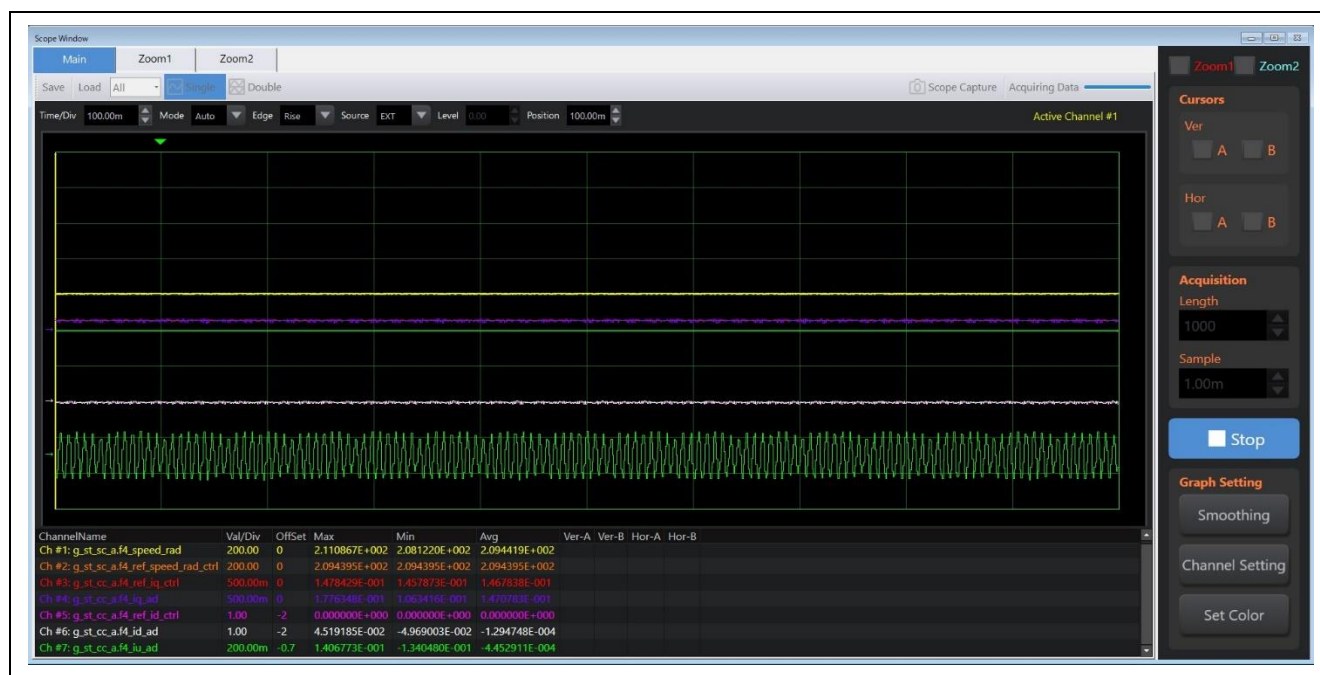 Scope Window
Main Zoom1 Zoom2
Save Load All Single Double Scope Capture Acquiring Data
Time/Div 100.00m Mode Auto Edge Rise Source EXT Level 0.00 Position 100.00m Active Channel #1
ChannelName Val/Div OffSet Max Min Avg Ver-A Ver-B Hor-A Hor-B
Ch #1: g_st_sc_a.f4_speed_rad 200.00 0 2.110867E+002 2.081220E+002 2.094419E+002
Ch #2: g_st_sc_a.f4_ref_speed_rad_ctrl 200.00 0 2.094395E+002 2.094395E+002 2.094395E+002
Ch #3: g_st_cc_a.f4_ref_iq_ctrl 500.00m 0 1.478429E-001 1.457873E-001 1.467838E-001
Ch #4: g_st_cc_a.f4_iq_ad 500.00m 0 1.776348E-001 1.063416E-001 1.470783E-001
Ch #5: g_st_cc_a.f4_ref_id_ctrl 1.00 -2 0.000000E+000 0.000000E+000 0.000000E+000
Ch #6: g_st_cc_a.f4_id_ad 1.00 -2 4.519185E-002 -4.969003E-002 -1.294748E-004
Ch #7: g_st_cc_a.f4_iu_ad 200.00m -0.7 1.406773E-001 -1.340480E-001 -4.452911E-004
Zoom1 Zoom2
Cursors
Ver
A B
Hor
A B
Acquisition
Length
1000
Sample
1.00m
Stop
Graph Setting
Smoothing
Channel Setting
Set Color